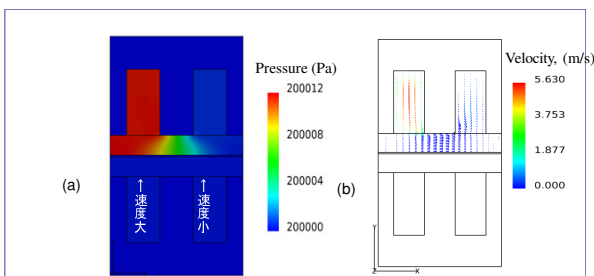 Pressure (Pa)
200012
200008
200004
200000
(a)
↑速度大
↑速度小
Velocity, (m/s)
5.630
3.753
1.877
0.000
(b)
Y
Z
X